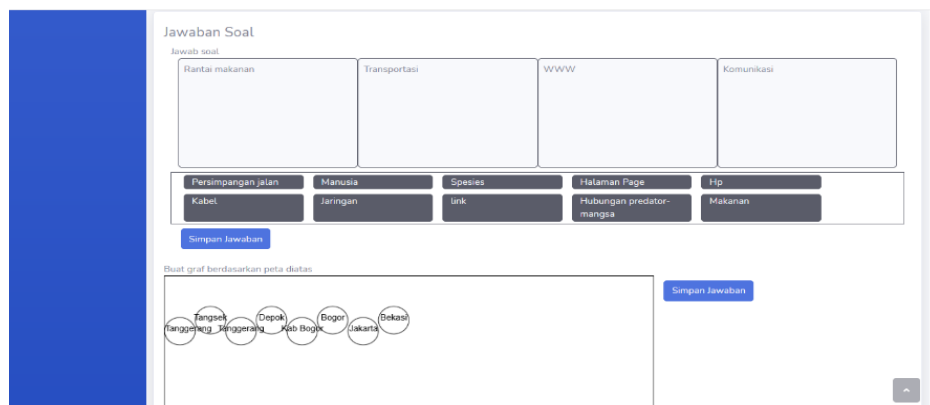 Jawaban Soal
Jawab soal
Rantai makanan Transportasi WWW Komunikasi
Persimpangan jalan Manusia Spesies Halaman Page Hp
Kabel Jaringan link Hubungan predator-mangsa Makanan
Simpan Jawaban
Buat graf berdasarkan peta diatas
Simpan Jawaban
Tangsek Depok Bogor Bekasi
Tanggerang Tanggerang Kab Bogor Jakarta